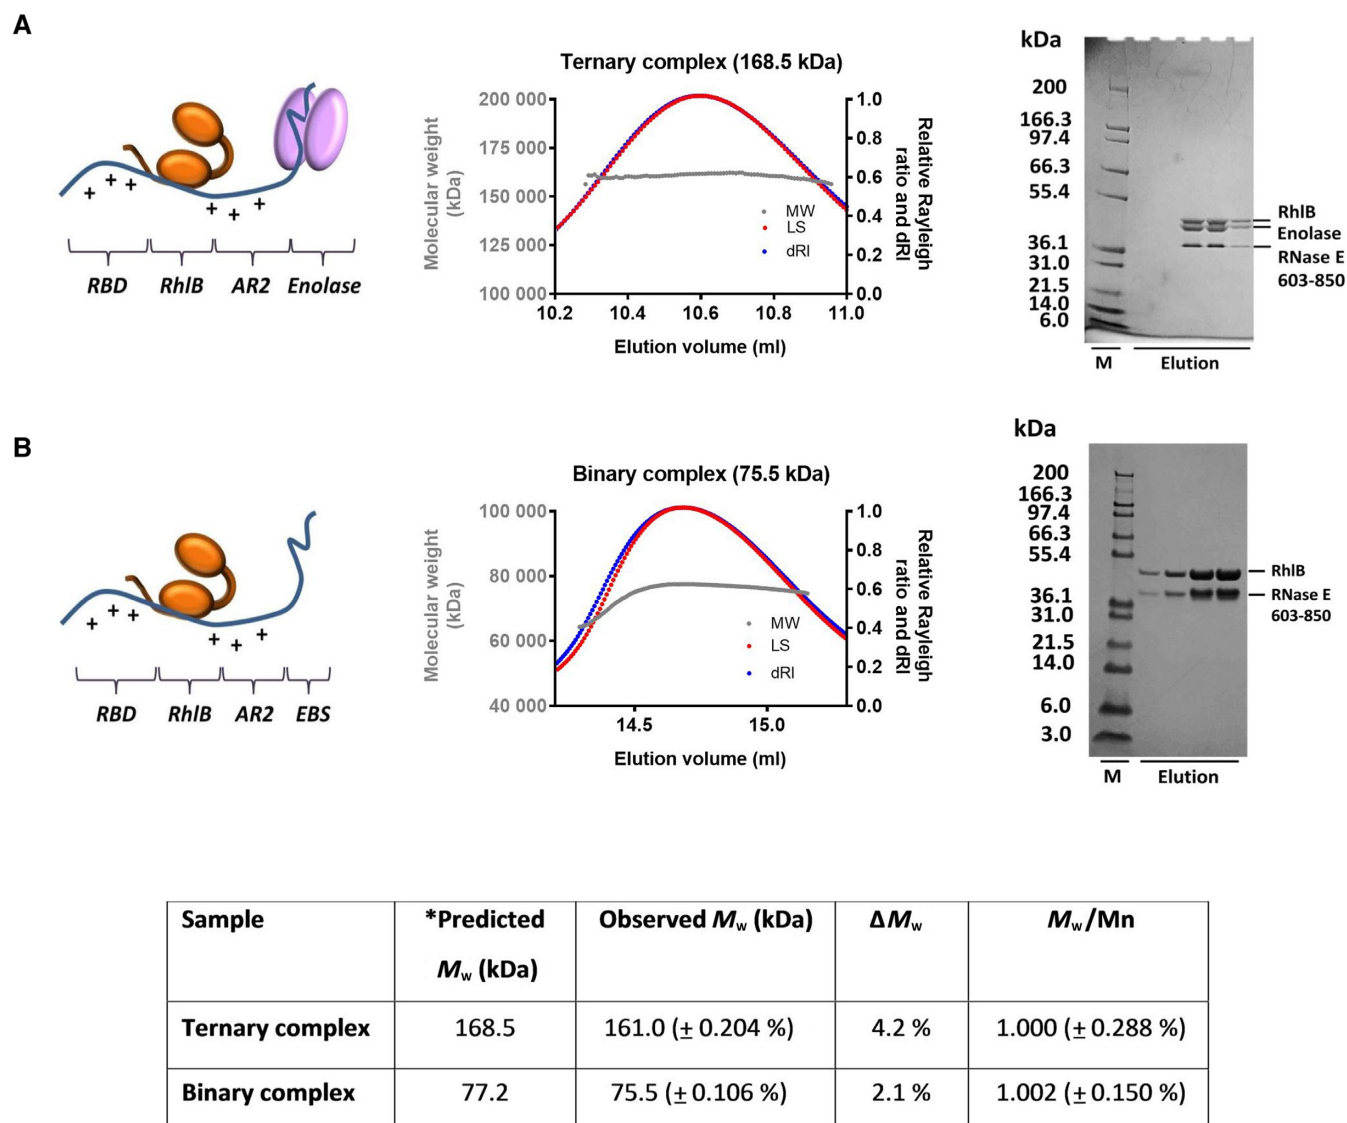 A
RBD RhlB AR2 Enolase
Ternary complex (168.5 kDa)
Molecular weight
(kDa)
200 000
175 000
150 000
125 000
100 000
1.0
0.8
0.6
0.4
0.2
0.0
Relative Rayleigh
ratio and dRI
MW
LS
dRI
10.2 10.4 10.6 10.8 11.0
Elution volume (ml)
kDa
200
166.3
97.4
66.3
55.4
36.1
31.0
21.5
14.0
6.0
RhlB
Enolase
RNase E
603-850
M Elution
B
RBD RhlB AR2 EBS
Binary complex (75.5 kDa)
Molecular weight
(kDa)
100 000
80 000
60 000
40 000
1.0
0.8
0.6
0.4
0.2
0.0
Relative Rayleigh
ratio and dRI
MW
LS
dRI
14.5 15.0
Elution volume (ml)
kDa
200
166.3
97.4
66.3
55.4
36.1
31.0
21.5
14.0
6.0
3.0
RhlB
RNase E
603-850
M Elution
Sample *Predicted Observed Mw (kDa) ΔMw Mw/Mn
Mw (kDa)
Ternary complex 168.5 161.0 (± 0.204 %) 4.2 % 1.000 (± 0.288 %)
Binary complex 77.2 75.5 (± 0.106 %) 2.1 % 1.002 (± 0.150 %)